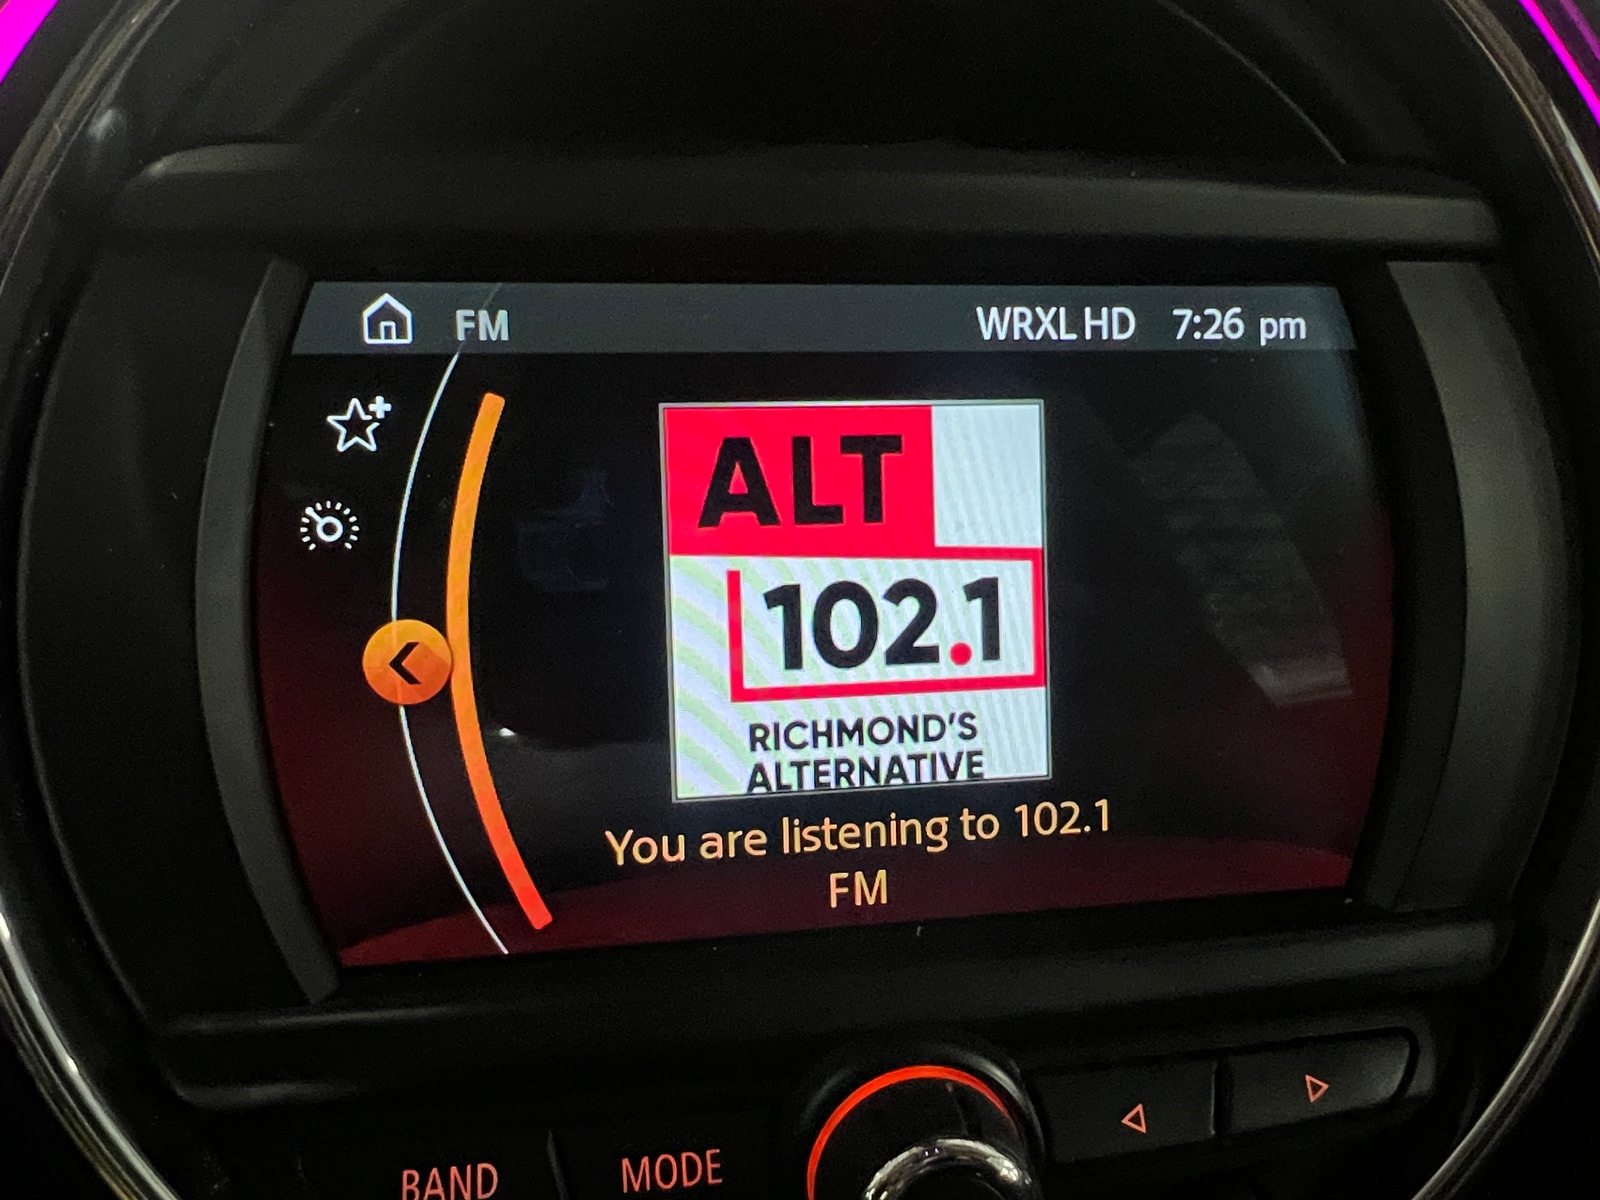 FM WRXL HD 7:26 pm
ALT
102.1
RICHMOND'S
ALTERNATIVE
You are listening to 102.1
FM
BAND MODE